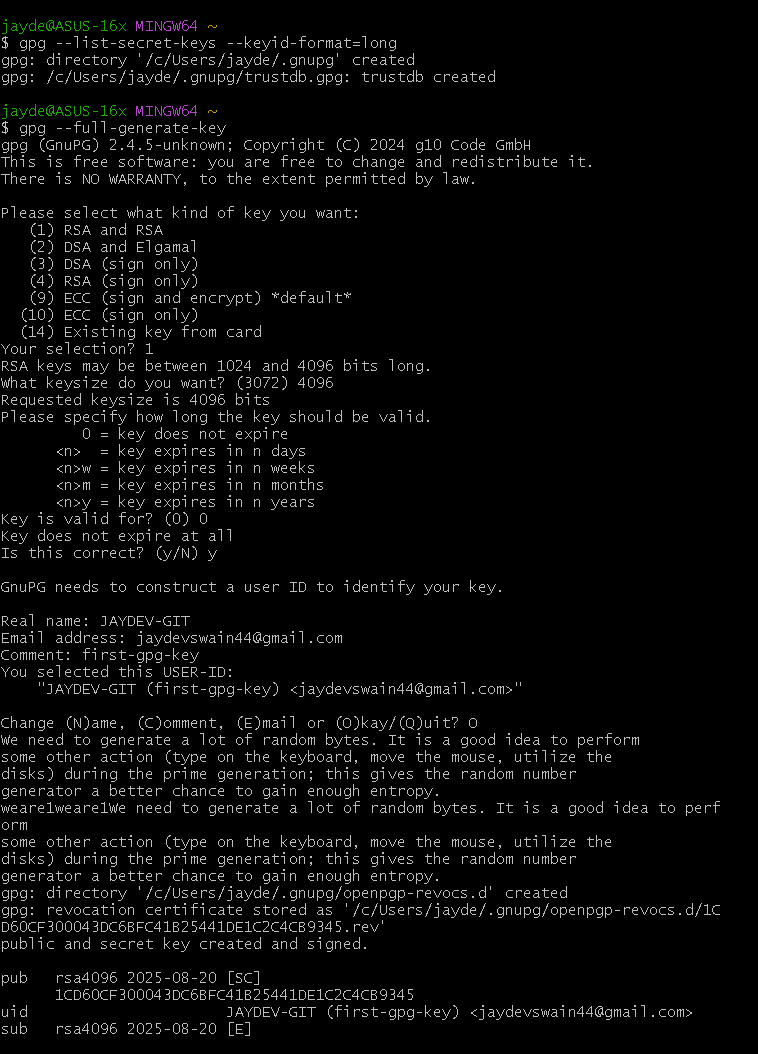 jayde@ASUS-16x MINGW64 ~
$ gpg --list-secret-keys --keyid-format=long
gpg: directory '/c/Users/jayde/.gnupg' created
gpg: /c/Users/jayde/.gnupg/trustdb.gpg: trustdb created
jayde@ASUS-16x MINGW64 ~
$ gpg --full-generate-key
gpg (GnuPG) 2.4.5-unknown; Copyright (C) 2024 g10 Code GmbH
This is free software: you are free to change and redistribute it.
There is NO WARRANTY, to the extent permitted by law.
Please select what kind of key you want:
   (1) RSA and RSA
   (2) DSA and Elgamal
   (3) DSA (sign only)
   (4) RSA (sign only)
   (9) ECC (sign and encrypt) *default*
  (10) ECC (sign only)
  (14) Existing key from card
Your selection? 1
RSA keys may be between 1024 and 4096 bits long.
What keysize do you want? (3072) 4096
Requested keysize is 4096 bits
Please specify how long the key should be valid.
         0 = key does not expire
      <n>  = key expires in n days
      <n>w = key expires in n weeks
      <n>m = key expires in n months
      <n>y = key expires in n years
Key is valid for? (0) 0
Key does not expire at all
Is this correct? (y/N) y
GnuPG needs to construct a user ID to identify your key.
Real name: JAYDEV-GIT
Email address: jaydevswain44@gmail.com
Comment: first-gpg-key
You selected this USER-ID:
    "JAYDEV-GIT (first-gpg-key) <jaydevswain44@gmail.com>"
Change (N)ame, (C)omment, (E)mail or (O)kay/(Q)uit? O
We need to generate a lot of random bytes. It is a good idea to perform
some other action (type on the keyboard, move the mouse, utilize the
disks) during the prime generation; this gives the random number
generator a better chance to gain enough entropy.
weare1weare1We need to generate a lot of random bytes. It is a good idea to perf
orm
some other action (type on the keyboard, move the mouse, utilize the
disks) during the prime generation; this gives the random number
generator a better chance to gain enough entropy.
gpg: directory '/c/Users/jayde/.gnupg/openpgp-revocs.d' created
gpg: revocation certificate stored as '/c/Users/jayde/.gnupg/openpgp-revocs.d/1C
D60CF300043DC6BFC41B25441DE1C2C4CB9345.rev'
public and secret key created and signed.
pub   rsa4096 2025-08-20 [SC]
      1CD60CF300043DC6BFC41B25441DE1C2C4CB9345
uid                      JAYDEV-GIT (first-gpg-key) <jaydevswain44@gmail.com>
sub   rsa4096 2025-08-20 [E]